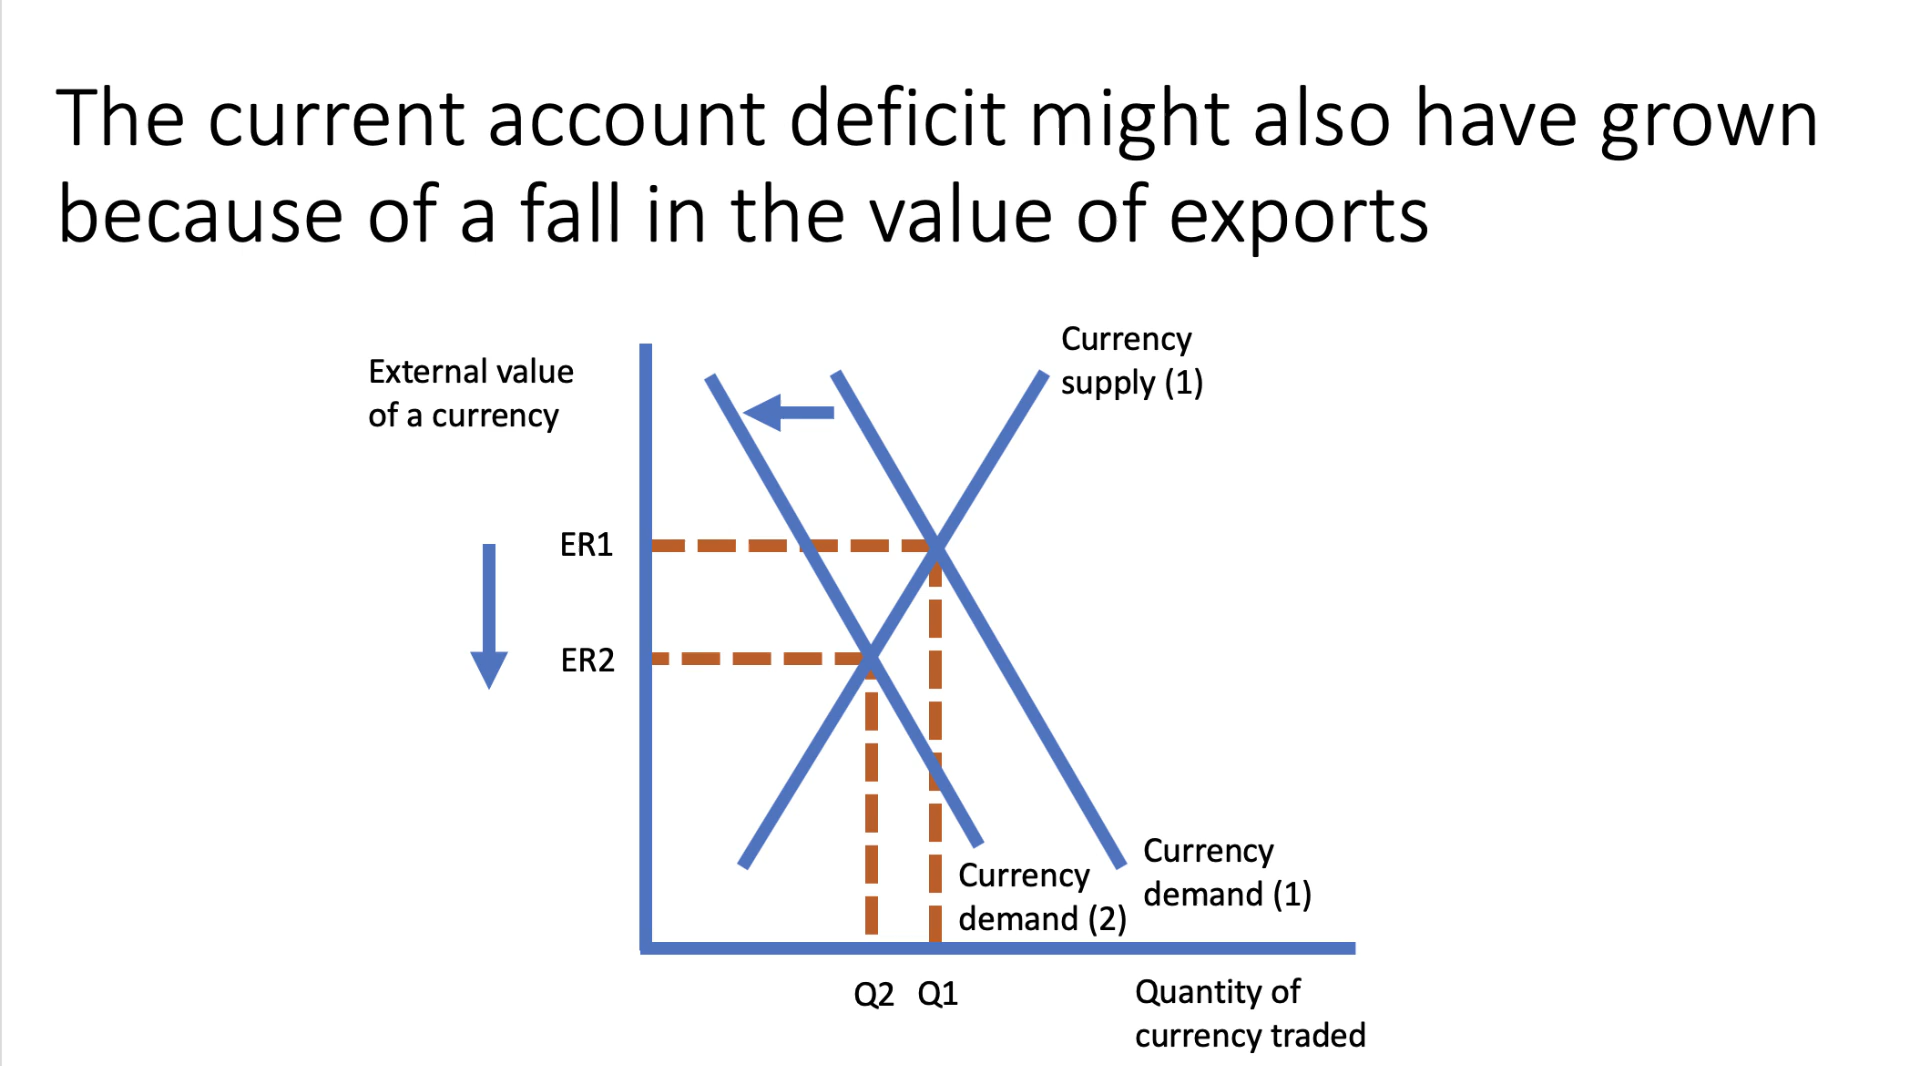 The current account deficit might also have grown
because of a fall in the value of exports
Currency
supply (1)
External value
of a currency
ER1
ER2
Currency
demand (1)
Currency
demand (2)
Q2 Q1
Quantity of
currency traded